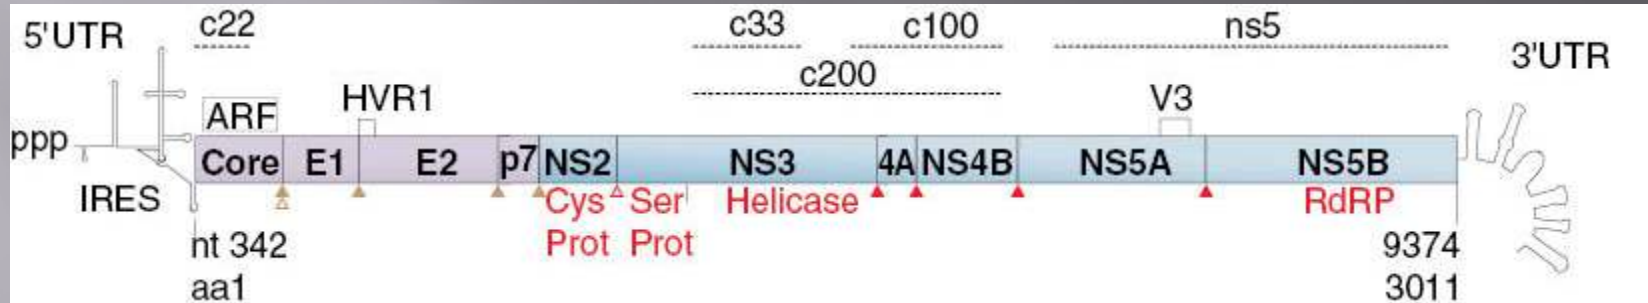 c22 c33 c100 ns5
5'UTR 3'UTR
c200
HVR1 V3
ARF
ppp
Core E1 E2 p7 NS2 NS3 4A NS4B NS5A NS5B
IRES Cys Ser Helicase RdRP
Prot Prot
nt 342 9374
aa1 3011